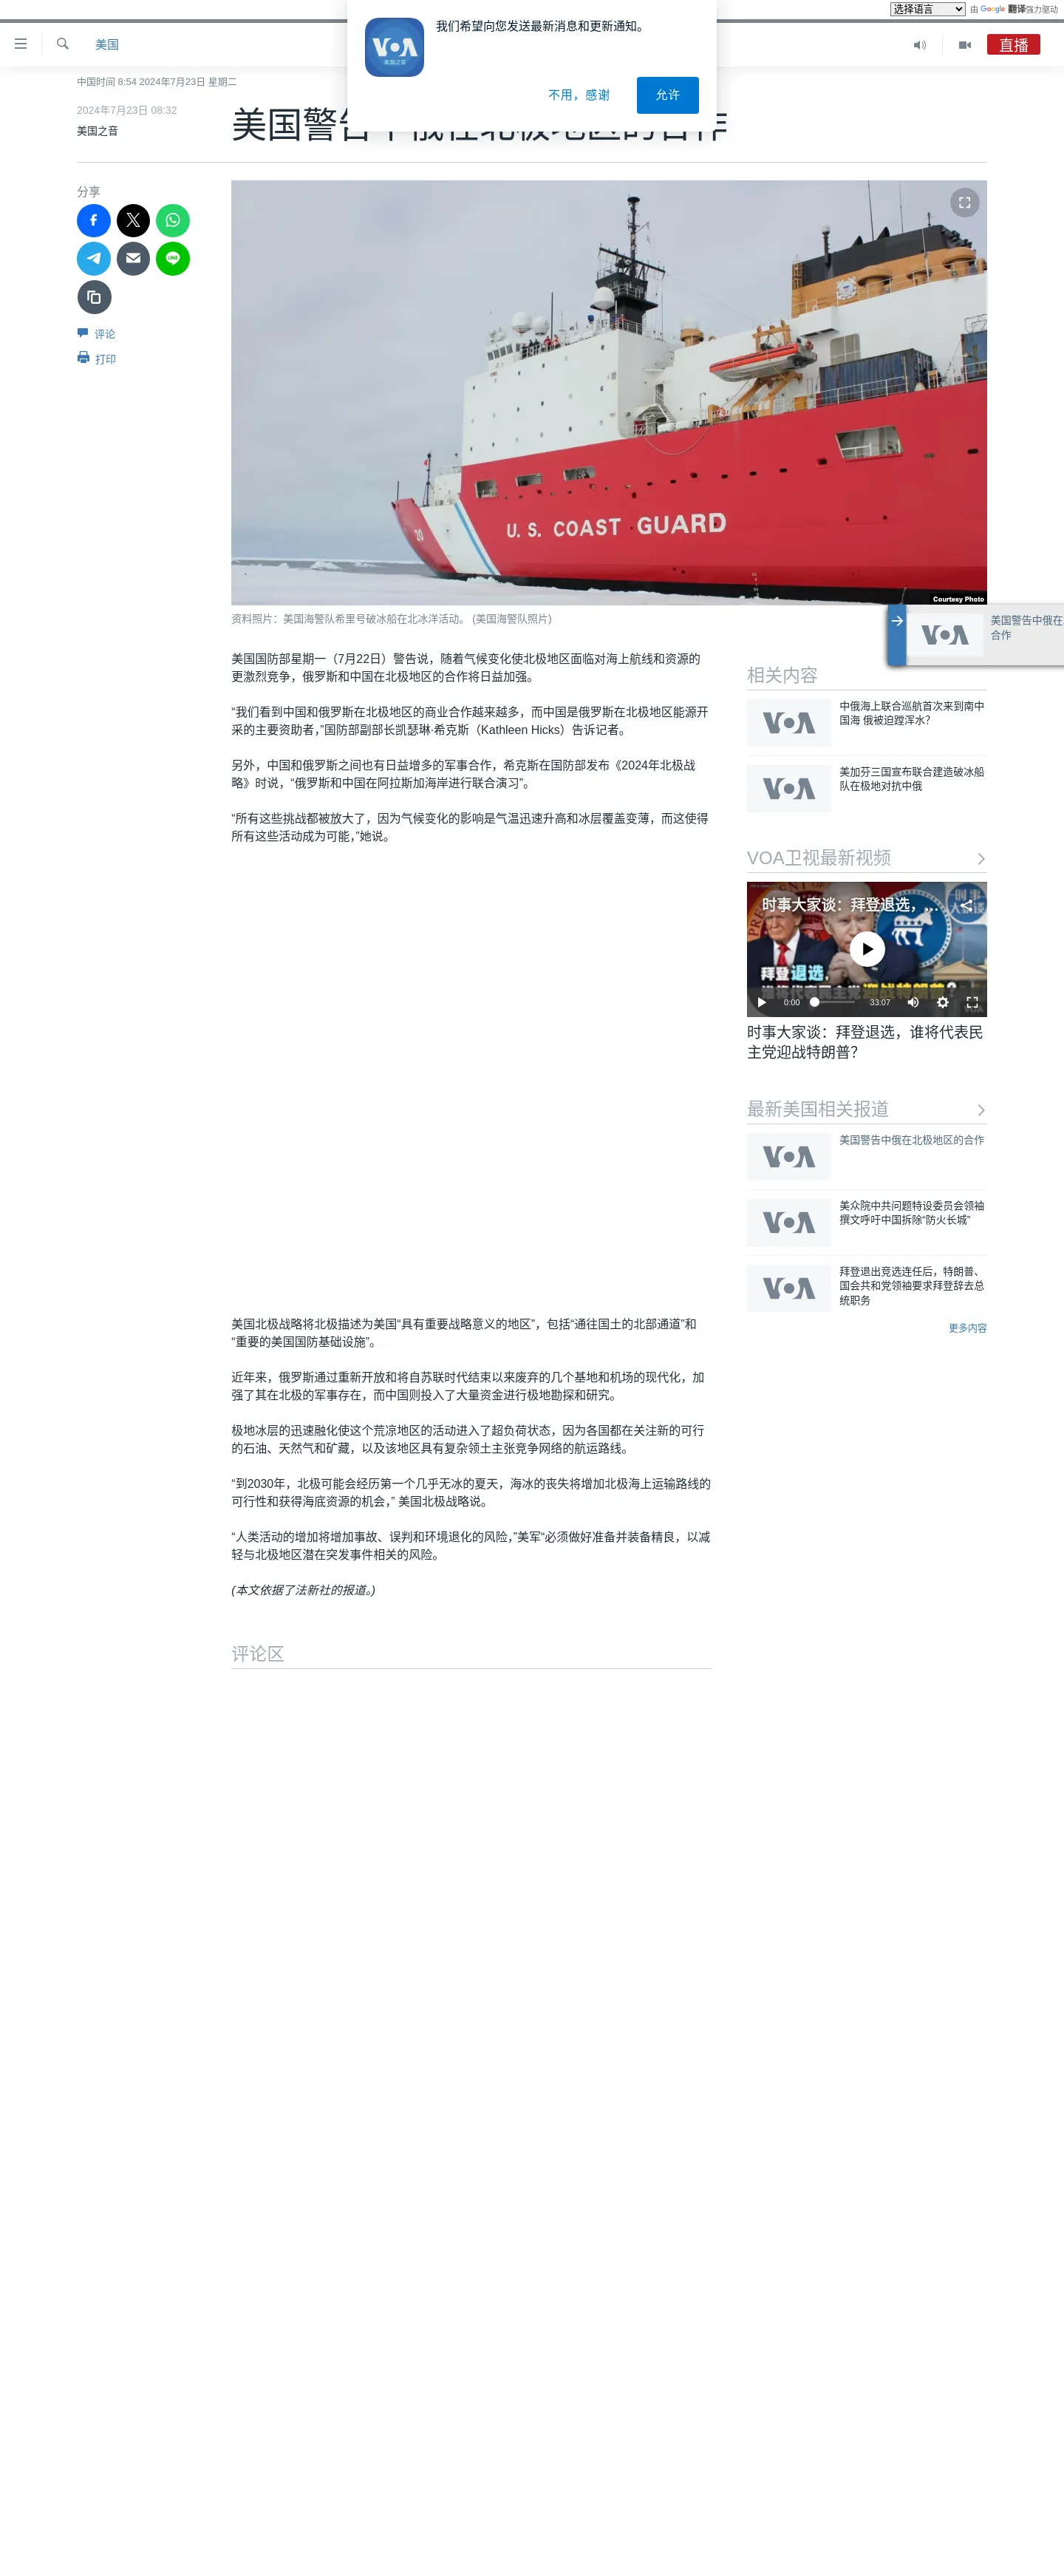 选择语言
由 Google 翻译强力驱动
我们希望向您发送最新消息和更新通知。
VOA
美国之音
不用，感谢
允许
美国
直播
中国时间 8:54 2024年7月23日 星期二
2024年7月23日 08:32
美国之音
美国警告中俄在北极地区的合作
分享
评论
打印
20
U.S. COAST GUARD
Courtesy Photo
资料照片：美国海警队希里号破冰船在北冰洋活动。 (美国海警队照片)
美国警告中俄在
合作
美国国防部星期一（7月22日）警告说，随着气候变化使北极地区面临对海上航线和资源的
更激烈竞争，俄罗斯和中国在北极地区的合作将日益加强。
“我们看到中国和俄罗斯在北极地区的商业合作越来越多，而中国是俄罗斯在北极地区能源开
采的主要资助者，”国防部副部长凯瑟琳·希克斯（Kathleen Hicks）告诉记者。
另外，中国和俄罗斯之间也有日益增多的军事合作，希克斯在国防部发布《2024年北极战
略》时说，“俄罗斯和中国在阿拉斯加海岸进行联合演习”。
“所有这些挑战都被放大了，因为气候变化的影响是气温迅速升高和冰层覆盖变薄，而这使得
所有这些活动成为可能，”她说。
美国北极战略将北极描述为美国“具有重要战略意义的地区”，包括“通往国土的北部通道”和
“重要的美国国防基础设施”。
近年来，俄罗斯通过重新开放和将自苏联时代结束以来废弃的几个基地和机场的现代化，加
强了其在北极的军事存在，而中国则投入了大量资金进行极地勘探和研究。
极地冰层的迅速融化使这个荒凉地区的活动进入了超负荷状态，因为各国都在关注新的可行
的石油、天然气和矿藏，以及该地区具有复杂领土主张竞争网络的航运路线。
“到2030年，北极可能会经历第一个几乎无冰的夏天，海冰的丧失将增加北极海上运输路线的
可行性和获得海底资源的机会，” 美国北极战略说。
“人类活动的增加将增加事故、误判和环境退化的风险，”美军“必须做好准备并装备精良，以减
轻与北极地区潜在突发事件相关的风险。
(本文依据了法新社的报道。)
评论区
相关内容
VOA
中俄海上联合巡航首次来到南中
国海 俄被迫蹚浑水？
VOA
美加芬三国宣布联合建造破冰船
队在极地对抗中俄
VOA卫视最新视频
时事大家谈：拜登退选，…
时事
大家谈
拜登退选，
谁将代表民主党迎战特朗普？
0:00
33:07
时事大家谈：拜登退选，谁将代表民
主党迎战特朗普？
最新美国相关报道
VOA
美国警告中俄在北极地区的合作
VOA
美众院中共问题特设委员会领袖
撰文呼吁中国拆除“防火长城”
VOA
拜登退出竞选连任后，特朗普、
国会共和党领袖要求拜登辞去总
统职务
更多内容